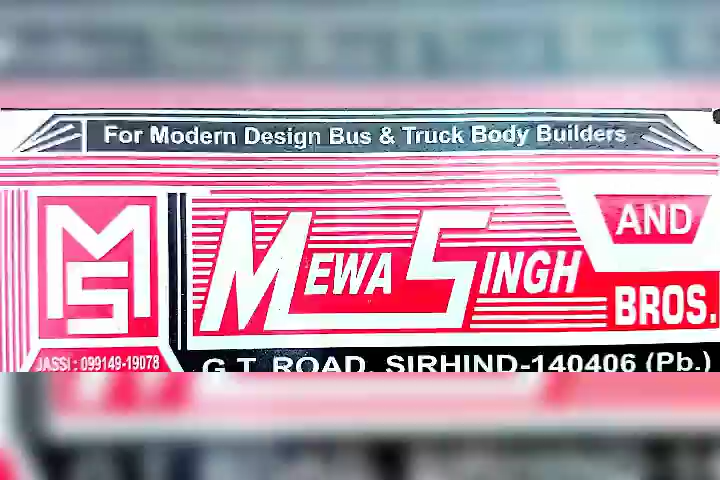 For Modern Design Bus & Truck Body Builders
MS
MEWA SINGH
AND
BROS.
JASSI : 099149-19078
G.T. ROAD, SIRHIND-140406 (Pb.)